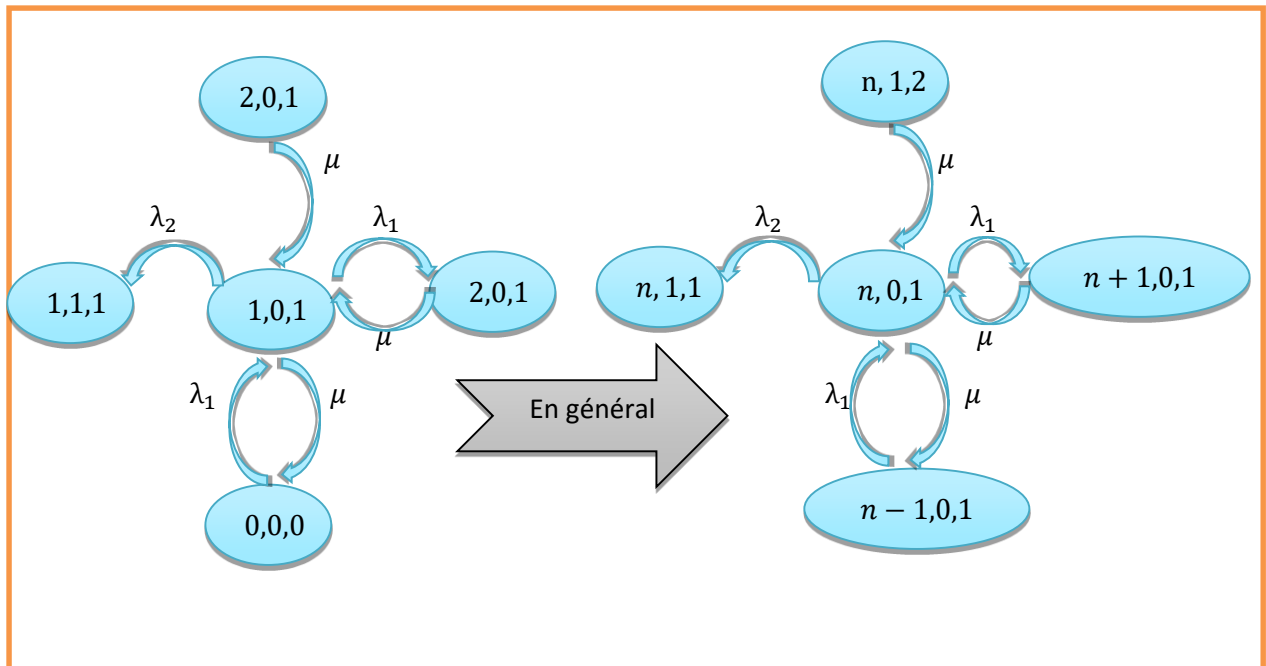 2,0,1
μ
λ₂
λ₁
1,1,1
1,0,1
2,0,1
μ
λ₁
μ
0,0,0
En général
n, 1,2
μ
λ₂
λ₁
n, 1,1
n, 0,1
n + 1,0,1
μ
λ₁
μ
n − 1,0,1